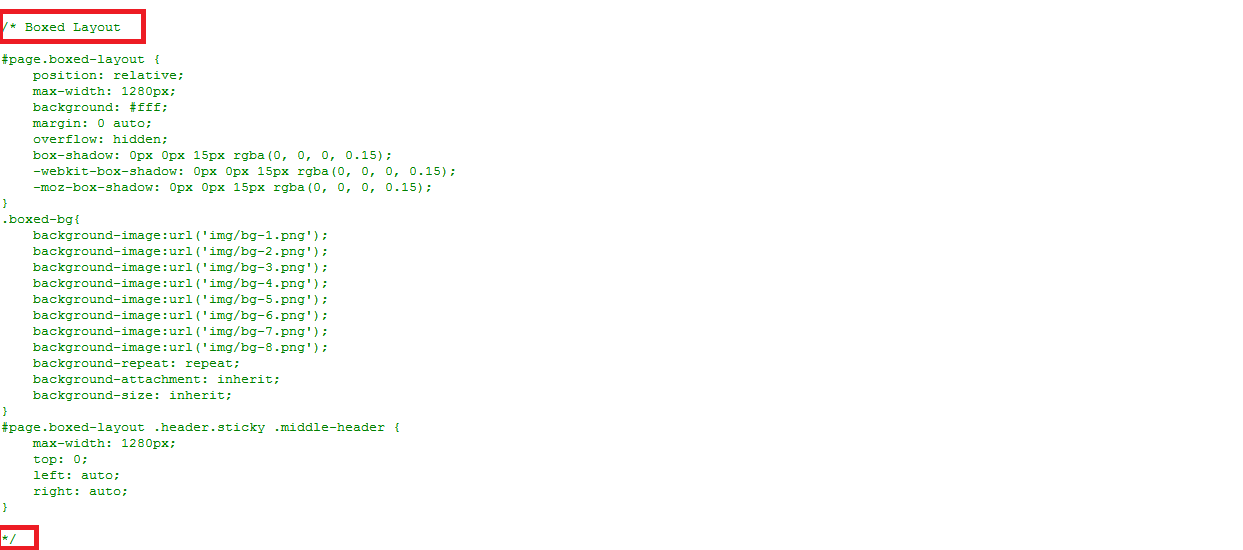 /* Boxed Layout
#page.boxed-layout {
    position: relative;
    max-width: 1280px;
    background: #fff;
    margin: 0 auto;
    overflow: hidden;
    box-shadow: 0px 0px 15px rgba(0, 0, 0, 0.15);
    -webkit-box-shadow: 0px 0px 15px rgba(0, 0, 0, 0.15);
    -moz-box-shadow: 0px 0px 15px rgba(0, 0, 0, 0.15);
}
.boxed-bg{
    background-image:url('img/bg-1.png');
    background-image:url('img/bg-2.png');
    background-image:url('img/bg-3.png');
    background-image:url('img/bg-4.png');
    background-image:url('img/bg-5.png');
    background-image:url('img/bg-6.png');
    background-image:url('img/bg-7.png');
    background-image:url('img/bg-8.png');
    background-repeat: repeat;
    background-attachment: inherit;
    background-size: inherit;
}
#page.boxed-layout .header.sticky .middle-header {
    max-width: 1280px;
    top: 0;
    left: auto;
    right: auto;
}
*/